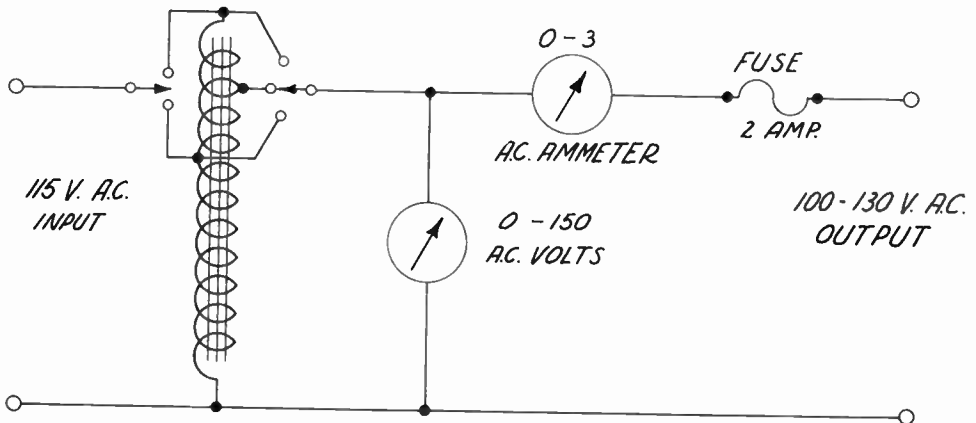 0-3
A.C. AMMETER
FUSE
2 AMP.
115 V. A.C.
INPUT
0-150
A.C. VOLTS
100-130 V. A.C.
OUTPUT